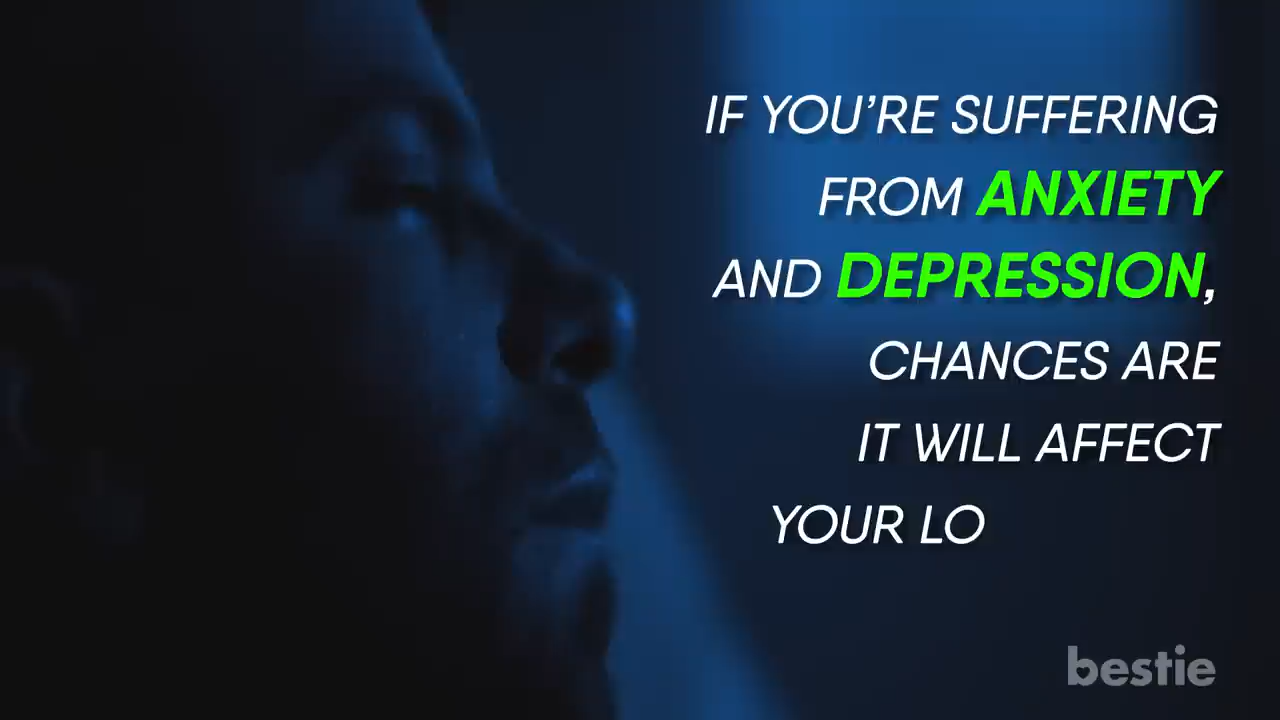 IF YOU’RE SUFFERING
FROM ANXIETY
AND DEPRESSION,
CHANCES ARE
IT WILL AFFECT
YOUR LO
bestie